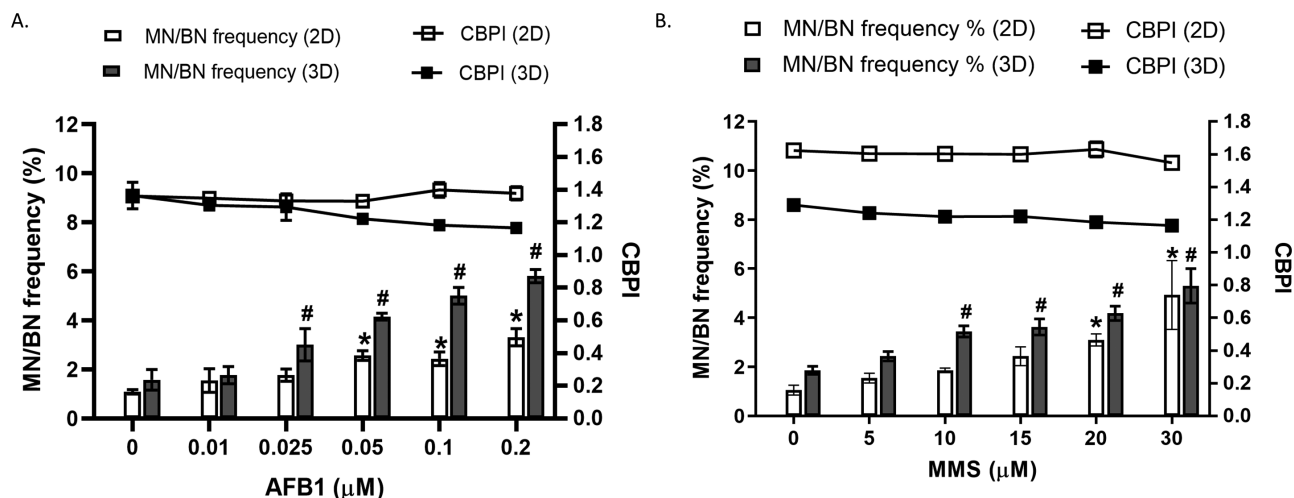 A.
MN/BN frequency (2D)
CBPI (2D)
MN/BN frequency (3D)
CBPI (3D)
MN/BN frequency (%)
12
10
8
6
4
2
0
1.8
1.6
1.4
1.2
1.0
0.8
0.6
0.4
0.2
0.0
CBPI
# # # #
* * *
0 0.01 0.025 0.05 0.1 0.2
AFB1 (μM)
B.
MN/BN frequency % (2D)
CBPI (2D)
MN/BN frequency % (3D)
CBPI (3D)
MN/BN frequency (%)
12
10
8
6
4
2
0
1.8
1.6
1.4
1.2
1.0
0.8
0.6
0.4
0.2
0.0
CBPI
# # # #
* *
0 5 10 15 20 30
MMS (μM)